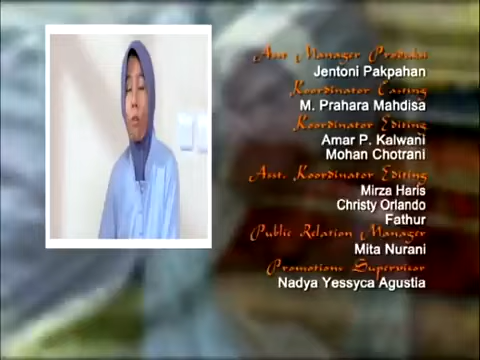 Asst Manager Produksi
Jentoni Pakpahan
Koordinator Casting
M. Prahara Mahdisa
Koordinator Editing
Amar P. Kalwani
Mohan Chotrani
Asst. Koordinator Editing
Mirza Haris
Christy Orlando
Fathur
Public Relation Manager
Mita Nurani
Promotions Supervisor
Nadya Yessyca Agustia